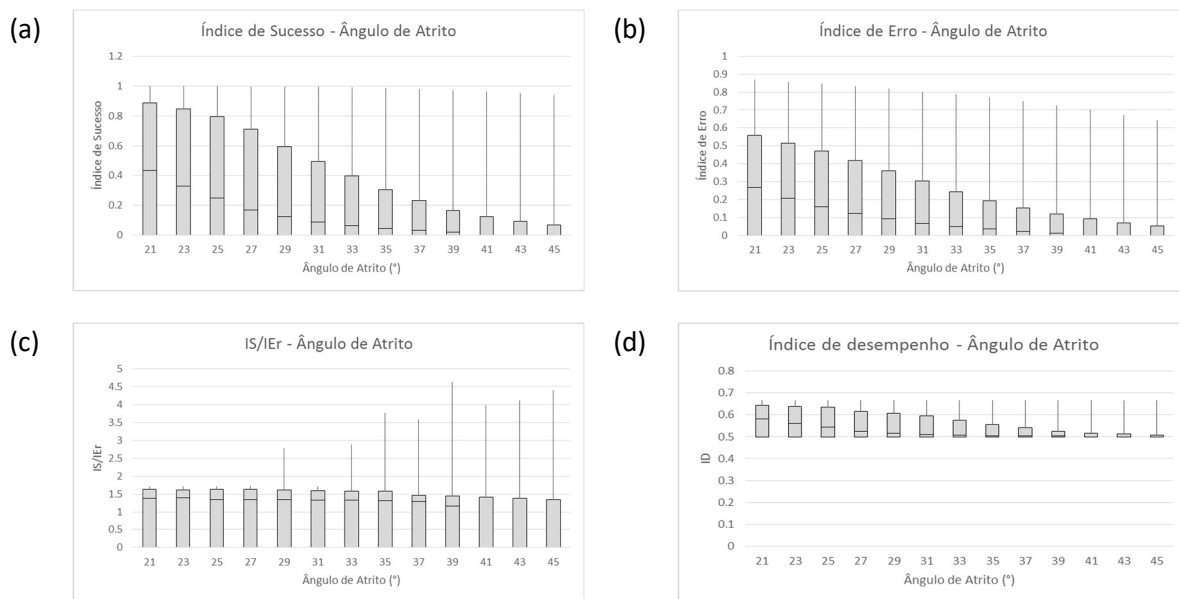 (a)
Índice de Sucesso - Ângulo de Atrito
Índice de Sucesso
1.2
1
0.8
0.6
0.4
0.2
0
21 23 25 27 29 31 33 35 37 39 41 43 45
Ângulo de Atrito (°)
(b)
Índice de Erro - Ângulo de Atrito
Índice de Erro
1
0.9
0.8
0.7
0.6
0.5
0.4
0.3
0.2
0.1
0
21 23 25 27 29 31 33 35 37 39 41 43 45
Ângulo de Atrito (°)
(c)
IS/IEr - Ângulo de Atrito
IS/IEr
5
4.5
4
3.5
3
2.5
2
1.5
1
0.5
0
21 23 25 27 29 31 33 35 37 39 41 43 45
Ângulo de Atrito (°)
(d)
Índice de desempenho - Ângulo de Atrito
ID
0.8
0.7
0.6
0.5
0.4
0.3
0.2
0.1
0
21 23 25 27 29 31 33 35 37 39 41 43 45
Ângulo de Atrito (°)